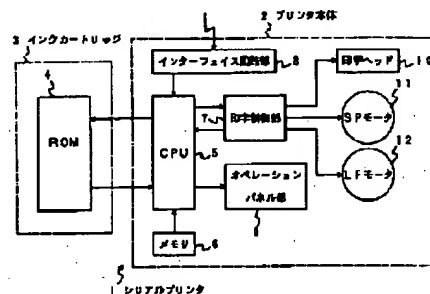 3 インクカートリッジ
2 プリンタ本体
4
ROM
インターフェイス回路部
8
CPU
5
7
印字制御部
印字ヘッド
10
11
SPモータ
12
LFモータ
オペレーション
パネル部
メモリ
6
1 シリアルプリンタ